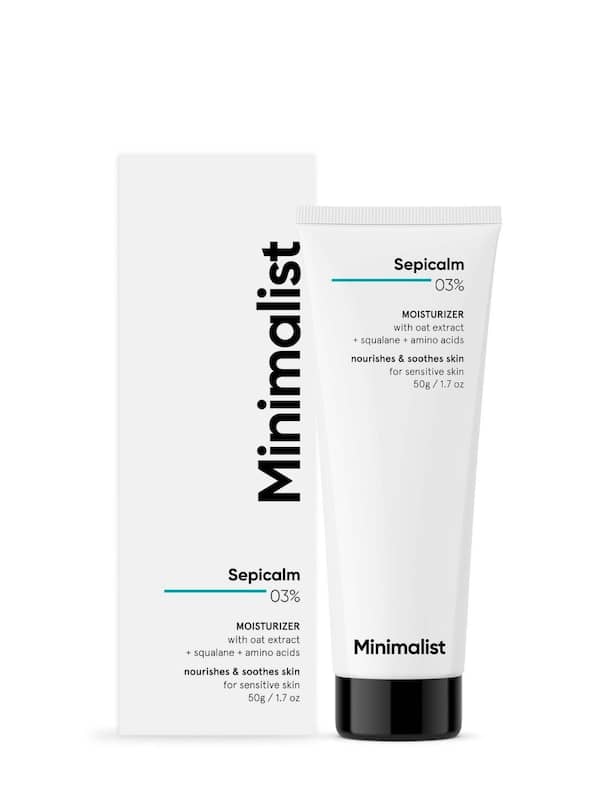 Minimalist
Sepicalm
03%
MOISTURIZER
with oat extract
+ squalane + amino acids
nourishes & soothes skin
for sensitive skin
50g / 1.7 oz
Sepicalm
03%
MOISTURIZER
with oat extract
+ squalane + amino acids
nourishes & soothes skin
for sensitive skin
50g / 1.7 oz
Minimalist